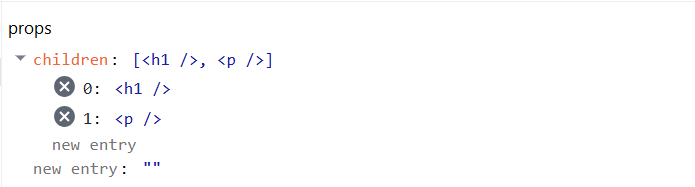 props
children: [<h1 />, <p />]
0: <h1 />
1: <p />
new entry
new entry: ""